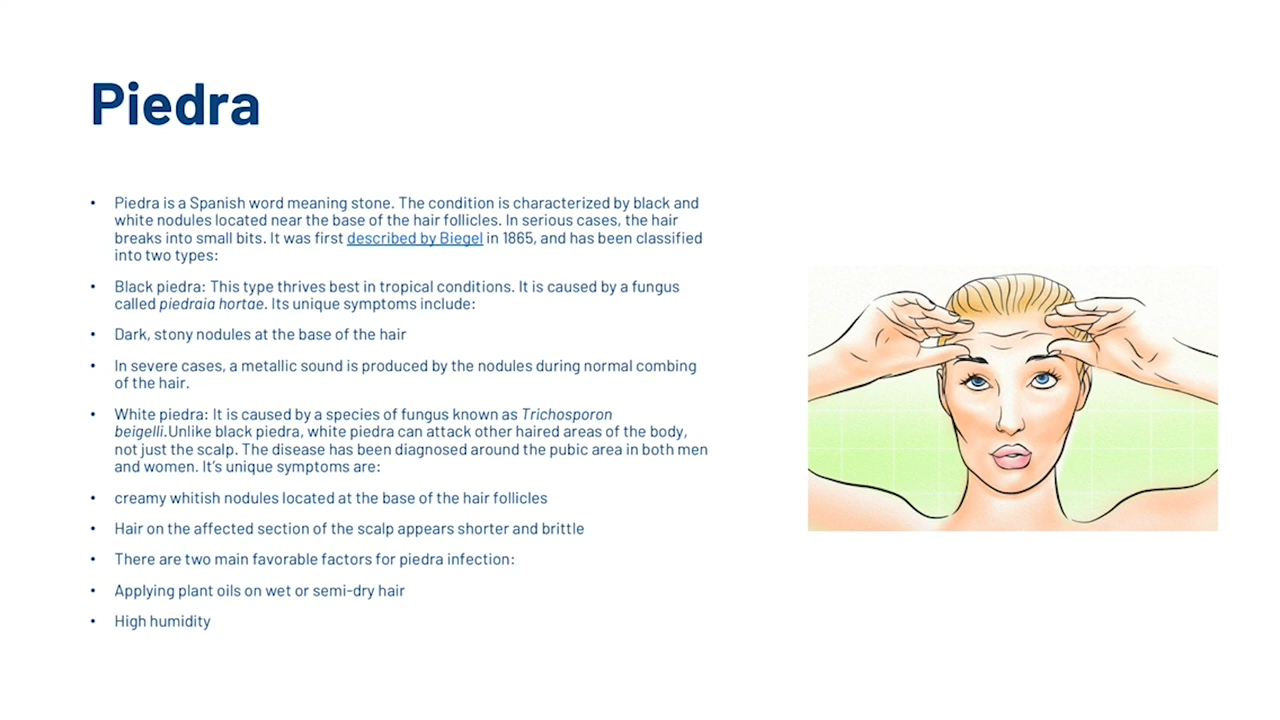 Piedra
• Piedra is a Spanish word meaning stone. The condition is characterized by black and
white nodules located near the base of the hair follicles. In serious cases, the hair
breaks into small bits. It was first described by Biegel in 1865, and has been classified
into two types:
• Black piedra: This type thrives best in tropical conditions. It is caused by a fungus
called piedraia hortae. Its unique symptoms include:
• Dark, stony nodules at the base of the hair
• In severe cases, a metallic sound is produced by the nodules during normal combing
of the hair.
• White piedra: It is caused by a species of fungus known as Trichosporon
beigelli.Unlike black piedra, white piedra can attack other haired areas of the body,
not just the scalp. The disease has been diagnosed around the pubic area in both men
and women. It’s unique symptoms are:
• creamy whitish nodules located at the base of the hair follicles
• Hair on the affected section of the scalp appears shorter and brittle
• There are two main favorable factors for piedra infection:
• Applying plant oils on wet or semi-dry hair
• High humidity